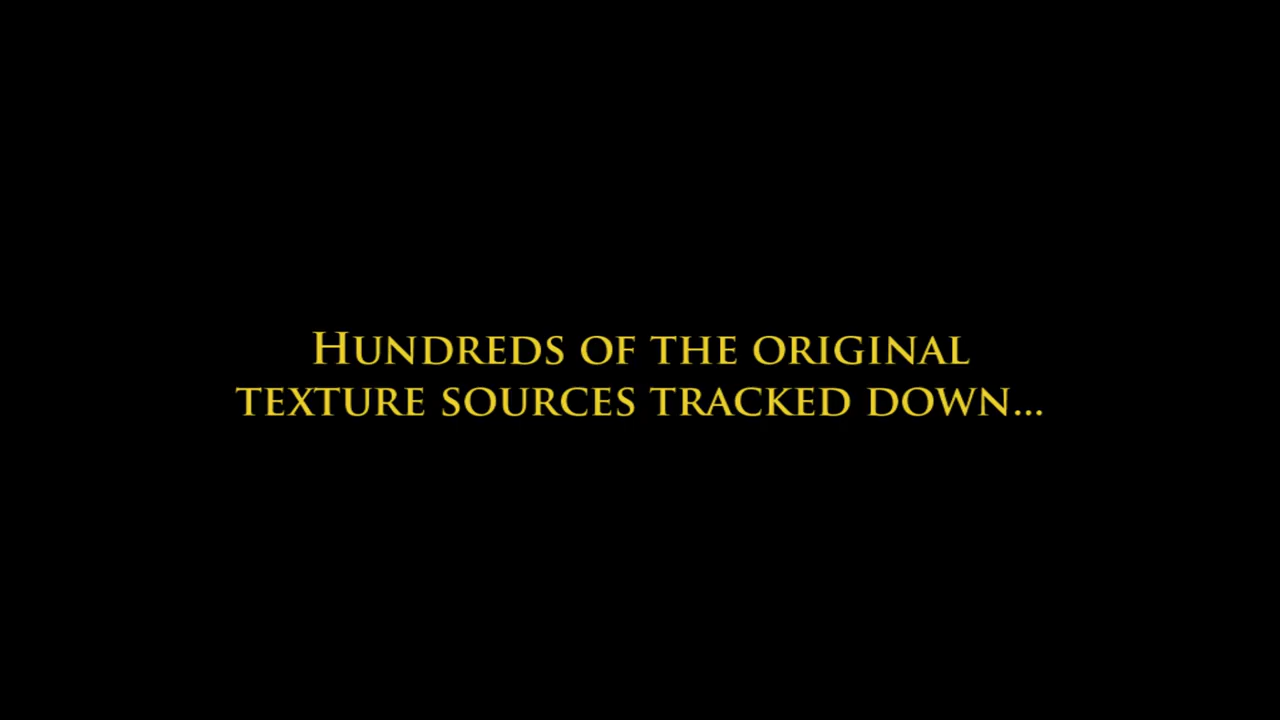 Hundreds of the original
texture sources tracked down...